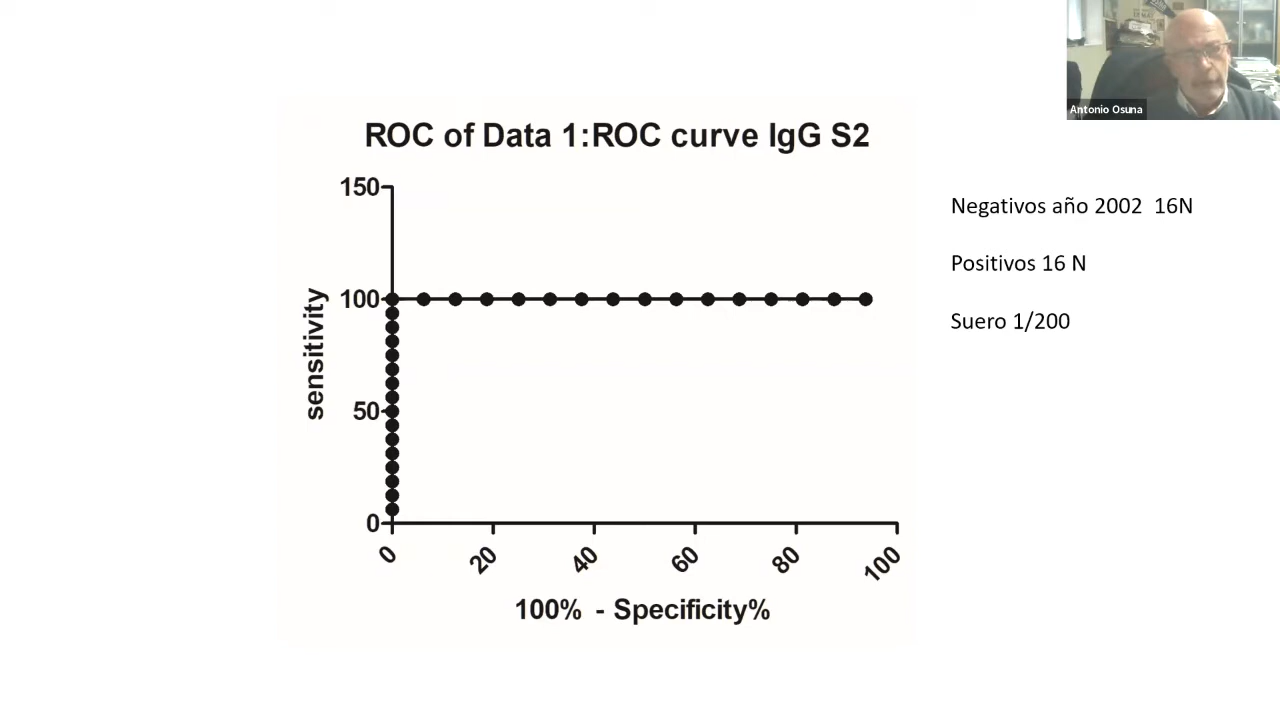 Antonio Osuna
ROC of Data 1:ROC curve IgG S2
150
100
50
0
sensitivity
0
20
40
60
80
100
100% - Specificity%
Negativos año 2002 16N
Positivos 16 N
Suero 1/200